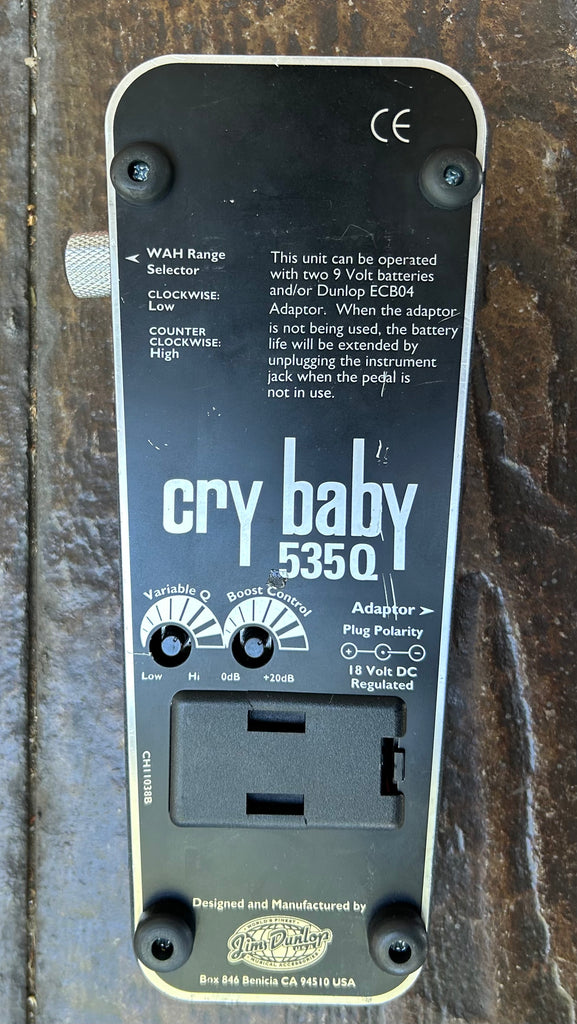 CE
WAH Range
Selector
CLOCKWISE:
Low
COUNTER
CLOCKWISE:
High
This unit can be operated
with two 9 Volt batteries
and/or Dunlop ECB04
Adaptor. When the adaptor
is not being used, the battery
life will be extended by
unplugging the instrument
jack when the pedal is
not in use.
cry baby
535Q
Variable Q
Boost Control
Low Hi 0dB +20dB
Adaptor
Plug Polarity
+ -
18 Volt DC
Regulated
CH11038B
Designed and Manufactured by
WORLD'S FINEST
Jim Dunlop
MUSICAL ACCESSORIES
Box 846 Benicia CA 94510 USA